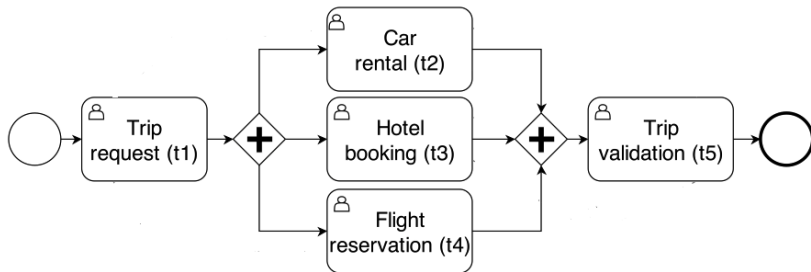 Trip
request (t1)
Car
rental (t2)
Hotel
booking (t3)
Flight
reservation (t4)
Trip
validation (t5)